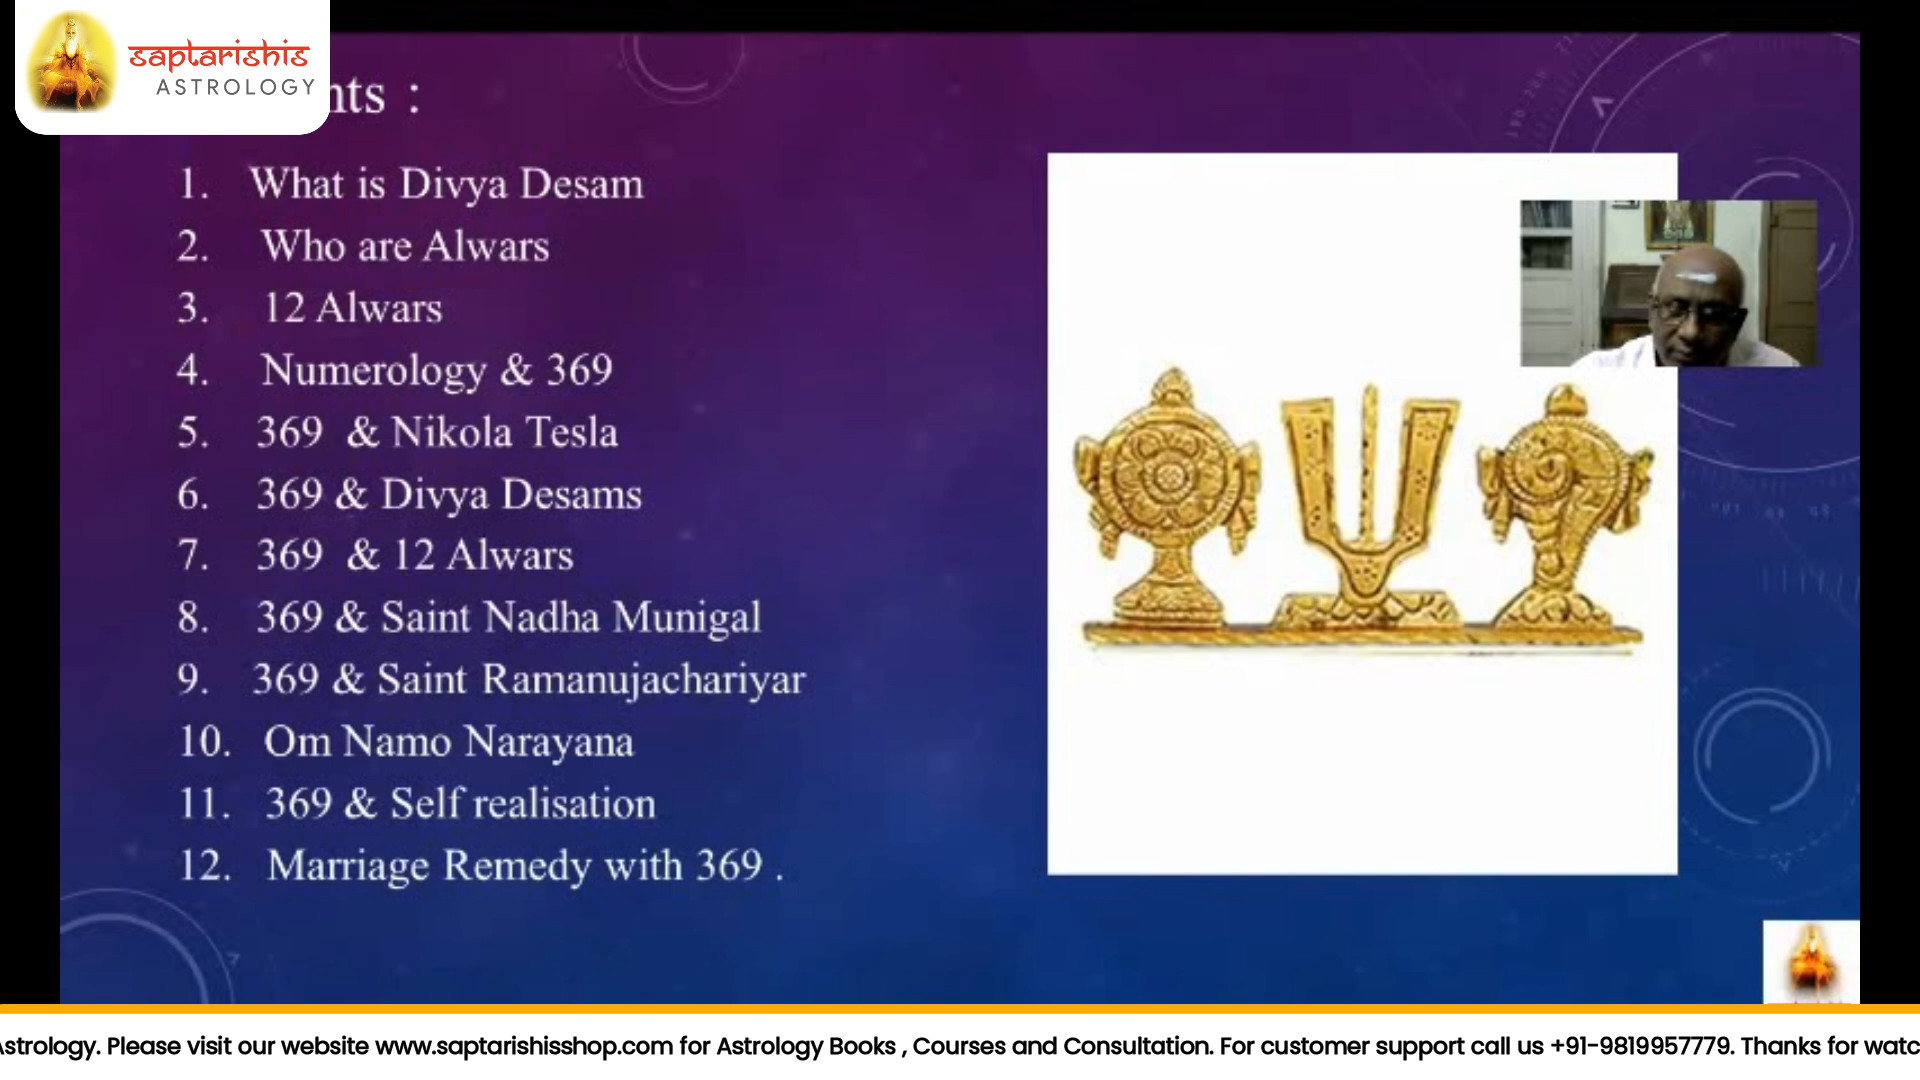 saptarishis
ASTROLOGY
nts :
1. What is Divya Desam
2. Who are Alwars
3. 12 Alwars
4. Numerology & 369
5. 369 & Nikola Tesla
6. 369 & Divya Desams
7. 369 & 12 Alwars
8. 369 & Saint Nadha Munigal
9. 369 & Saint Ramanujachariyar
10. Om Namo Narayana
11. 369 & Self realisation
12. Marriage Remedy with 369 .
Astrology. Please visit our website www.saptarishisshop.com for Astrology Books , Courses and Consultation. For customer support call us +91-9819957779. Thanks for watc